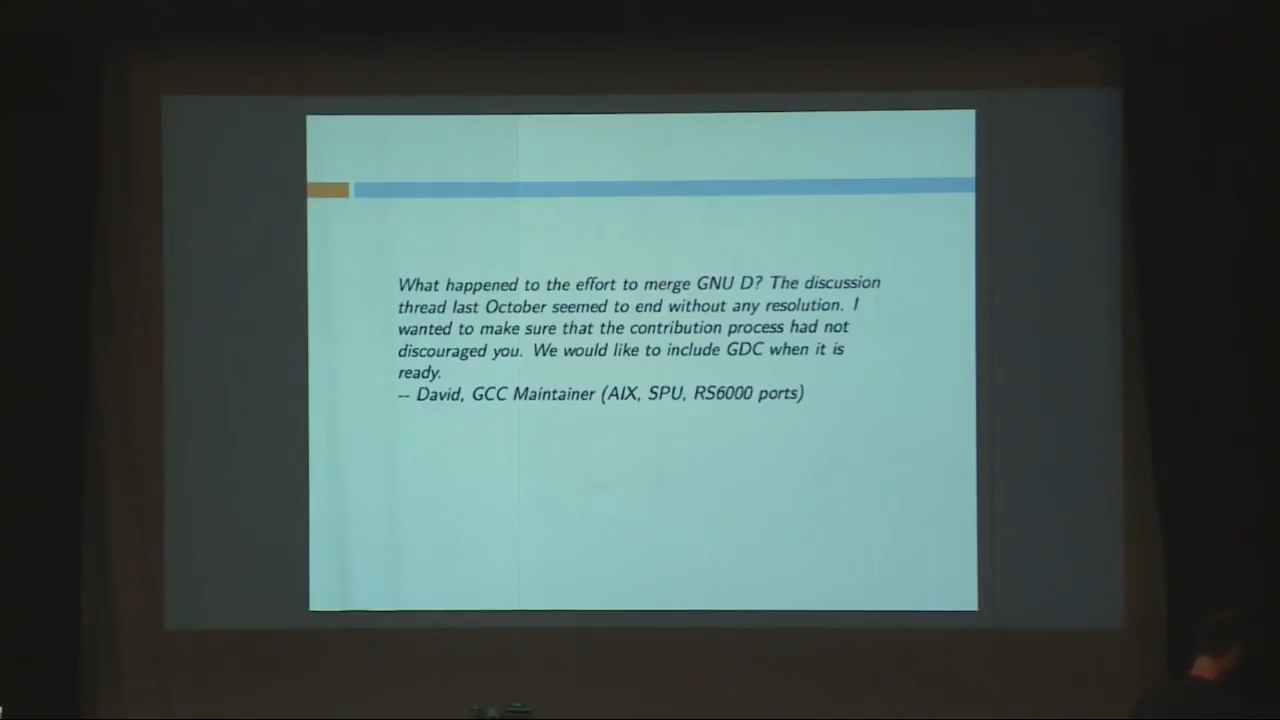 What happened to the effort to merge GNU D? The discussion
thread last October seemed to end without any resolution. I
wanted to make sure that the contribution process had not
discouraged you. We would like to include GDC when it is
ready.
-- David, GCC Maintainer (AIX, SPU, RS6000 ports)